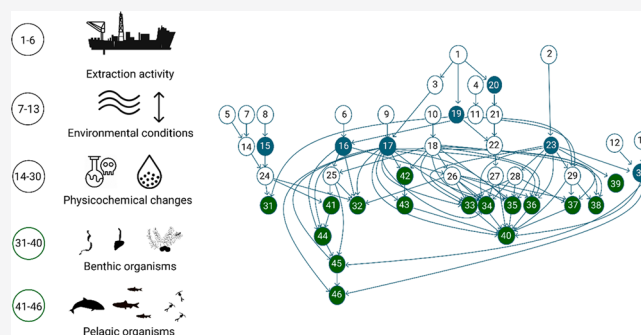 1-6
Extraction activity
7-13
Environmental conditions
14-30
Physicochemical changes
31-40
Benthic organisms
41-46
Pelagic organisms
1 2
3 4 20
5 7 8 6 9 10 19 11 21
14 15 16 17 18 22 23 12
24 25 42 26 27 28 29 39
31 41 32 43 33 34 35 36 37 38
44 40
45
46